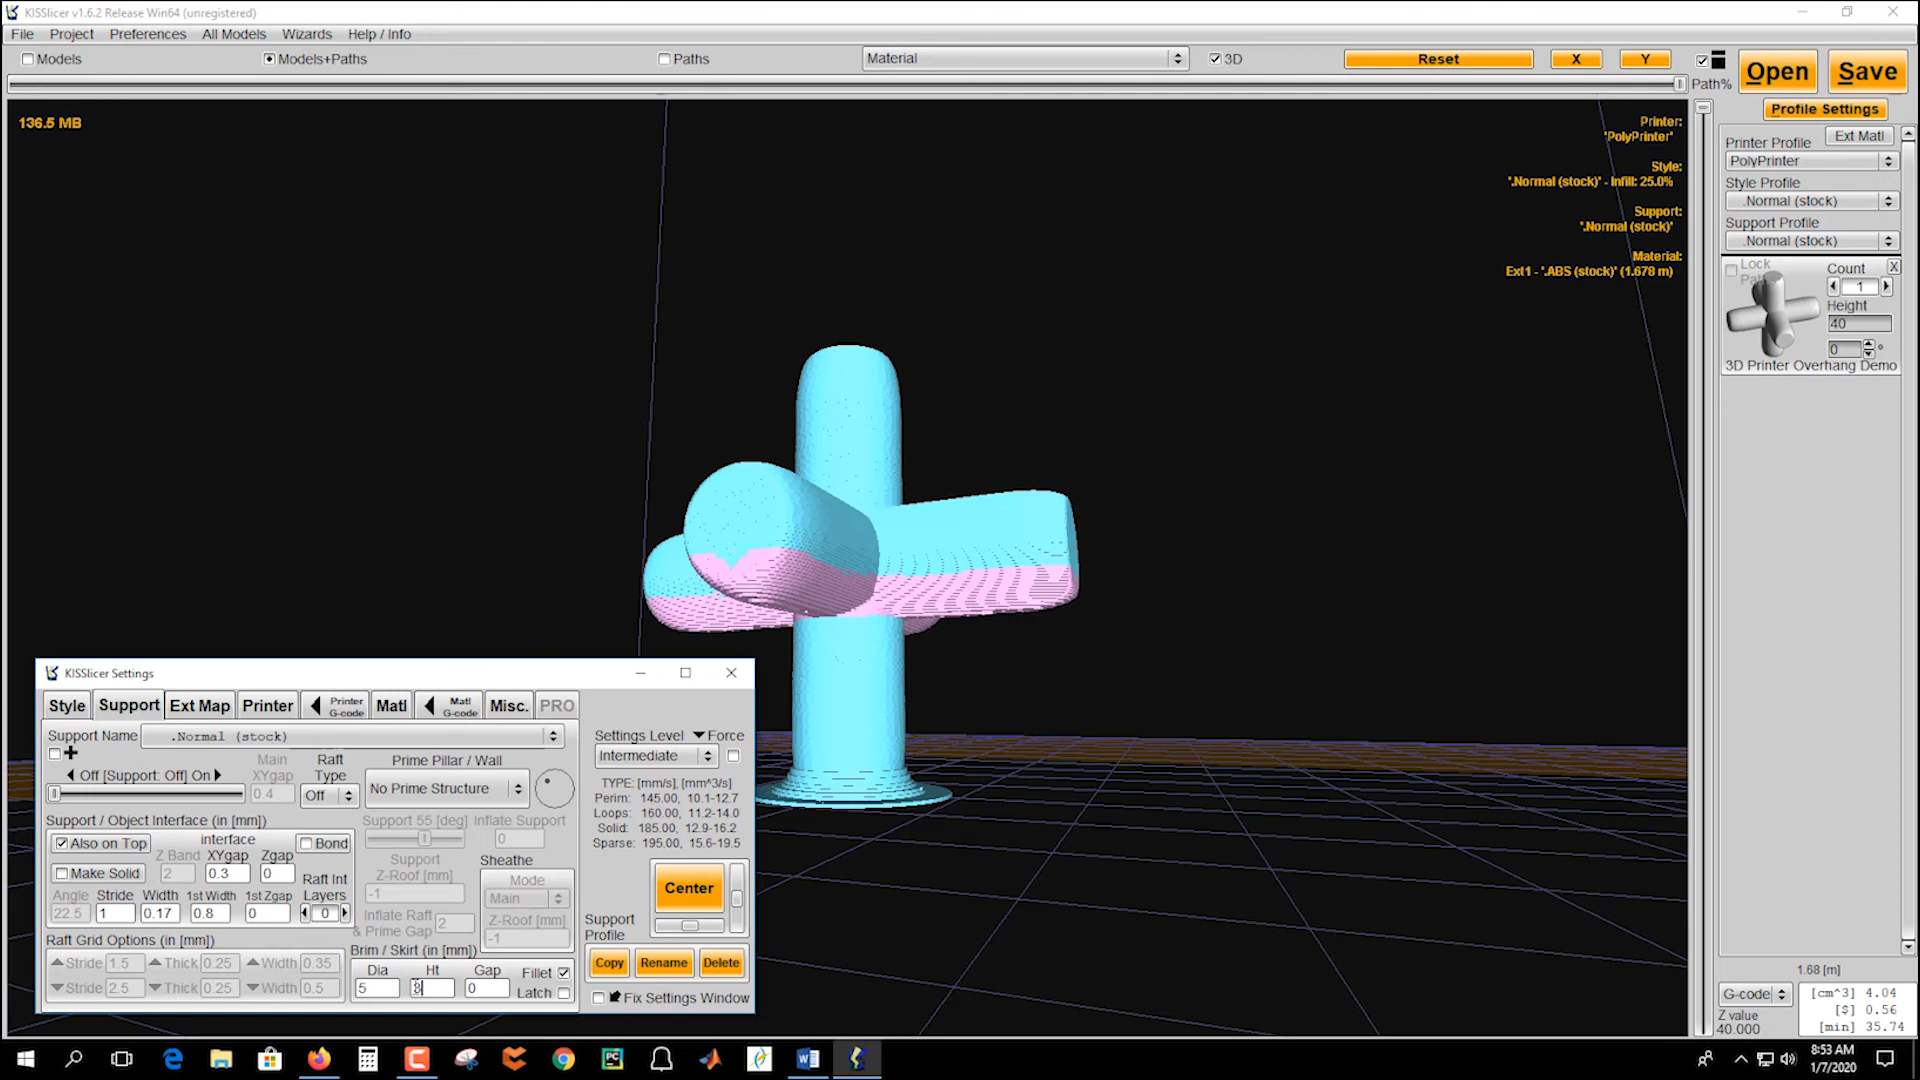 KISSlicer v1.6.2 Release Win64 (unregistered)
File Project Preferences All Models Wizards Help / Info
Models Models+Paths Paths Material 3D Reset X Y Path% Open Save
136.5 MB
Printer:
'PolyPrinter'
Style:
'.Normal (stock)' - Infill: 25.0%
Support:
'.Normal (stock)'
Material:
Ext1 - '.ABS (stock)' (1.678 m)
Profile Settings
Printer Profile Ext Matl
PolyPrinter
Style Profile
.Normal (stock)
Support Profile
.Normal (stock)
Lock Count X
1
Height
40
0 °
3D Printer Overhang Demo
KISSlicer Settings
Style Support Ext Map Printer Printer G-code Matl Matl G-code Misc. PRO
Support Name .Normal (stock)
Off [Support: Off] On
Main XYgap
0.4
Raft Type
Off
Prime Pillar / Wall
No Prime Structure
Support / Object Interface (in [mm])
Also on Top interface Bond
Z Band XYgap Zgap
Make Solid 2 0.3 0
Raft Int Layers
Angle Stride Width 1st Width 1st Zgap
22.5 1 0.17 0.8 0 0
Support 55 [deg] Inflate Support
0
Support Z-Roof [mm]
-1
Inflate Raft & Prime Gap 2
Sheathe
Mode
Main
Z-Roof [mm]
-1
Raft Grid Options (in [mm])
Stride 1.5 Thick 0.25 Width 0.35
Stride 2.5 Thick 0.25 Width 0.5
Brim / Skirt (in [mm])
Dia Ht Gap Fillet
5 0 Latch
Settings Level Force
Intermediate
TYPE: [mm/s], [mm^3/s]
Perim: 145.00, 10.1-12.7
Loops: 160.00, 11.2-14.0
Solid: 185.00, 12.9-16.2
Sparse: 195.00, 15.6-19.5
Center
Support Profile
Copy Rename Delete
Fix Settings Window
1.68 [m]
G-code
Z value
40.000
[cm^3] 4.04
[$] 0.56
[min] 35.74
8:53 AM
1/7/2020